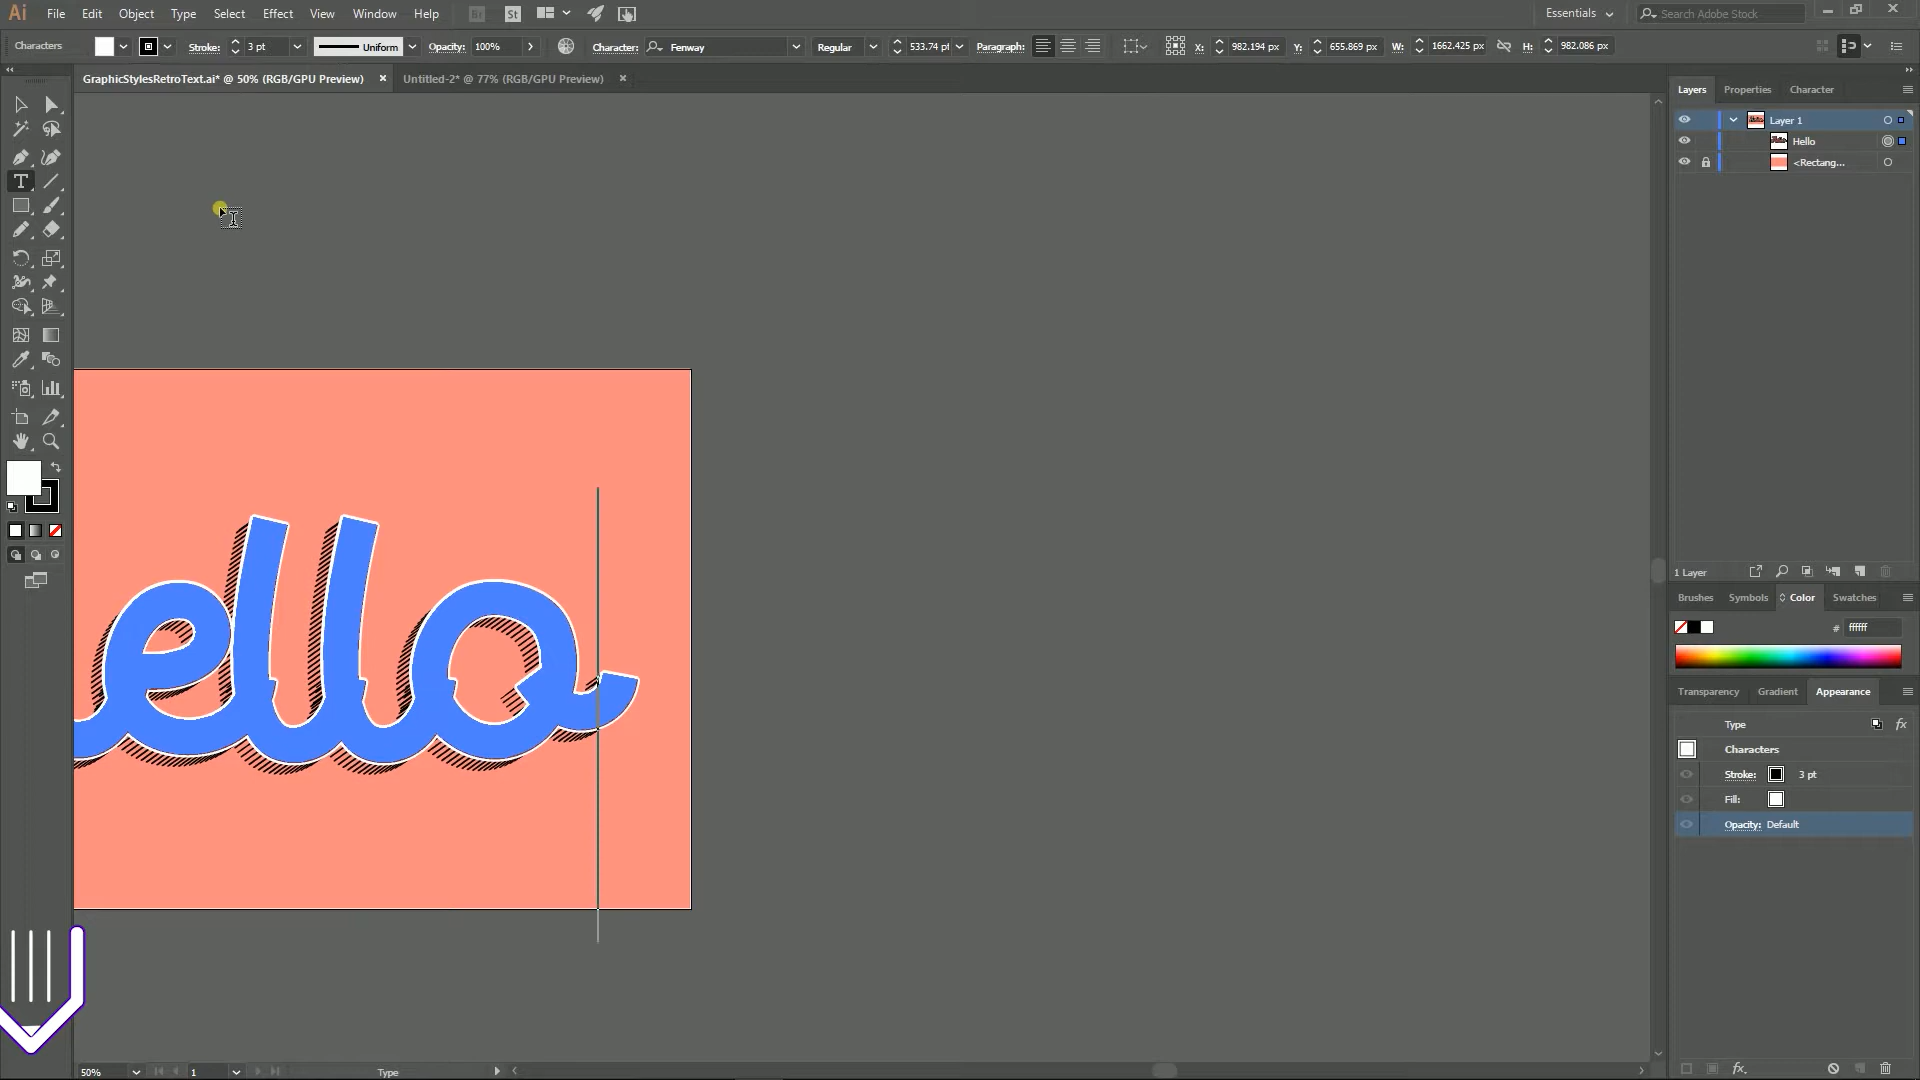 Ai File Edit Object Type Select Effect View Window Help Br St Essentials Search Adobe Stock
Characters Stroke: 3 pt Uniform Opacity: 100% Character: Fenway Regular 533.74 pt Paragraph: X: 982.194 px Y: 655.869 px W: 1662.425 px H: 982.086 px
GraphicStylesRetroText.ai* @ 50% (RGB/GPU Preview) × Untitled-2* @ 77% (RGB/GPU Preview) ×
Layers Properties Character
Layer 1
Hello
<Rectang...
ello
1 Layer
Brushes Symbols Color Swatches
# ffffff
Transparency Gradient Appearance
Type fx
Characters
Stroke: 3 pt
Fill:
Opacity: Default
50% 1 Type fx.